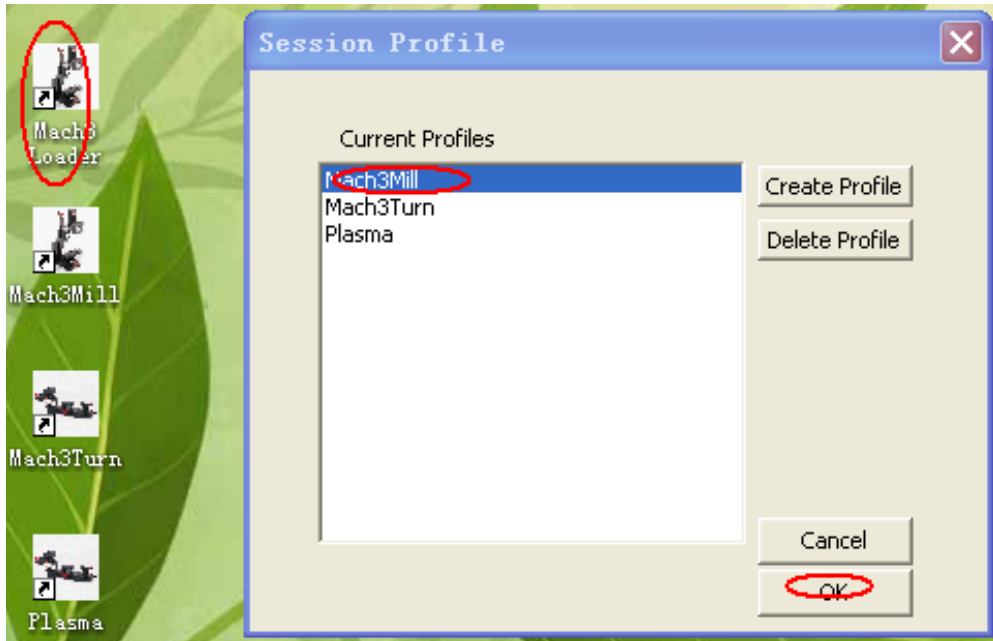 Mach3
Loader
Mach3Mill
Mach3Turn
Plasma
Session Profile
Current Profiles
Mach3Mill
Mach3Turn
Plasma
Create Profile
Delete Profile
Cancel
OK